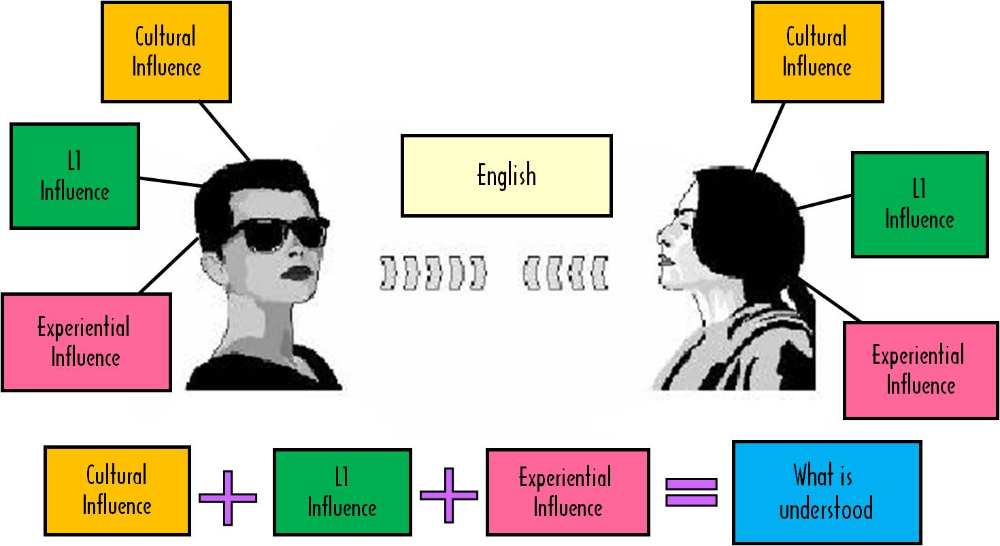 Cultural
Influence
Cultural
Influence
L1
Influence
English
L1
Influence
Experiential
Influence
Experiential
Influence
Cultural
Influence
L1
Influence
Experiential
Influence
What is
understood